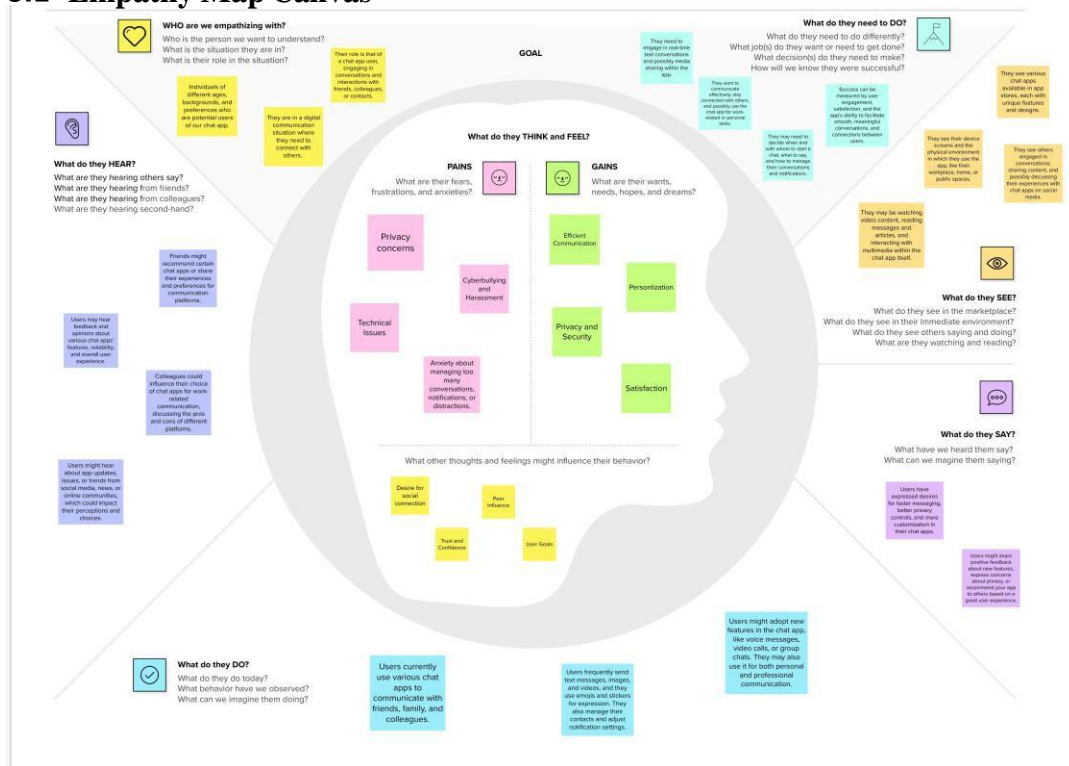 3.2 Empathy Map Canvas
WHO are we empathizing with?
Who is the person we want to understand?
What is the situation they are in?
What is their role in the situation?
Individuals of
different ages,
backgrounds, and
preferences who
are potential users
of our chat app.
They are in a digital
communication
situation where
they need to
connect with
others.
Their role is that of
a chat app user,
engaging in
conversations and
interactions with
friends, colleagues,
or contacts.
GOAL
What do they need to DO?
What do they need to do differently?
What job(s) do they want or need to get done?
What decision(s) do they need to make?
How will we know they were successful?
They need to
engage in real-time
text conversations
and possibly media
sharing within the
app.
They want to
communicate
effectively, stay
connected with others,
and possibly use the
chat app for work-
related or personal
tasks.
They may need to
decide when and
with whom to start a
chat, what to say,
and how to manage
their conversations
and notifications.
Success can be
measured by user
engagement,
satisfaction, and the
app's ability to facilitate
smooth, meaningful
conversations, and
connections between
users.
They see various
chat apps
available in app
stores, each with
unique features
and designs.
They see their device
screens and the
physical environment
in which they use the
app, like their
workplace, home, or
public spaces.
They see others
engaged in
conversations,
sharing content, and
possibly discussing
their experiences with
chat apps on social
media.
They may be watching
video content, reading
messages and
articles, and
interacting with
multimedia within the
chat app itself.
What do they SEE?
What do they see in the marketplace?
What do they see in their immediate environment?
What do they see others saying and doing?
What are they watching and reading?
What do they HEAR?
What are they hearing others say?
What are they hearing from friends?
What are they hearing from colleagues?
What are they hearing second-hand?
Friends might
recommend certain
chat apps or share
their experiences
and preferences for
communication
platforms.
Users may hear
feedback and
opinions about
various chat apps'
features, reliability,
and overall user
experience.
Colleagues could
influence their choice
of chat apps for work-
related
communication,
discussing the pros
and cons of different
platforms.
Users might hear
about app updates,
issues, or trends from
social media, news, or
online communities,
which could impact
their perceptions and
choices.
What do they THINK and FEEL?
PAINS
What are their fears,
frustrations, and anxieties?
Privacy
concerns
Cyberbullying
and
Harassment
Technical
Issues
Anxiety about
managing too
many
conversations,
notifications, or
distractions.
GAINS
What are their wants,
needs, hopes, and dreams?
Efficient
Communication
Personlization
Privacy and
Security
Satisfaction
What other thoughts and feelings might influence their behavior?
Desire for
social
connection
Peer
Influence
Trust and
Confidence
User Goals
What do they SAY?
What have we heard them say?
What can we magine them saying?
Users have
expressed desires
for faster messaging,
better privacy
controls, and more
customization in
their chat apps.
Users might share
positive feedback
about new features,
express concerns
about privacy, or
recommend your app
to others based on a
great user experience.
What do they DO?
What do they do today?
What behavior have we observed?
What can we imagine them doing?
Users currently
use various chat
apps to
communicate with
friends, family, and
colleagues.
Users frequently send
text messages, images,
and videos, and they
use emojis and stickers
for expression. They
also manage their
contacts and adjust
notification settings.
Users might adopt new
features in the chat app,
like voice messages,
video calls, or group
chats. They may also
use it for both personal
and professional
communication.